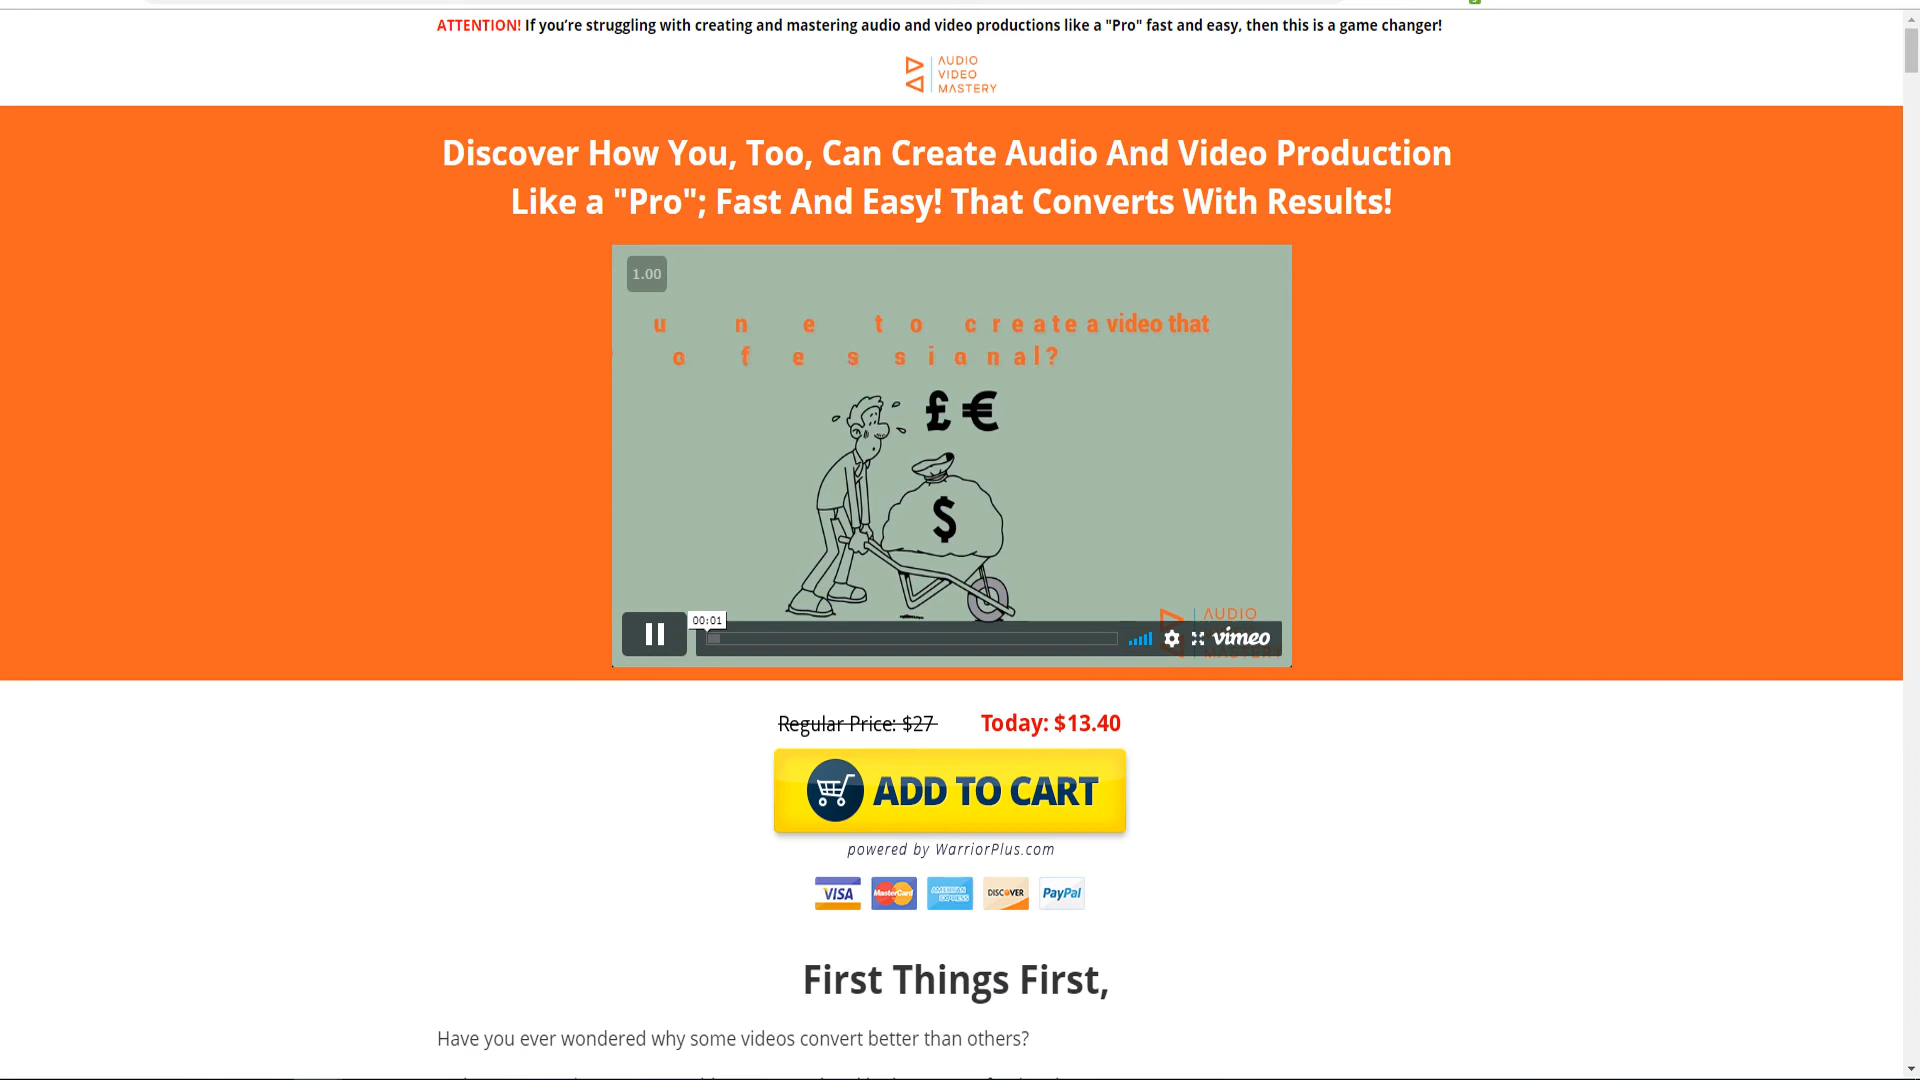 ATTENTION! If you’re struggling with creating and mastering audio and video productions like a "Pro" fast and easy, then this is a game changer!
AUDIO
VIDEO
MASTERY
Discover How You, Too, Can Create Audio And Video Production
Like a "Pro"; Fast And Easy! That Converts With Results!
1.00
u n e t o c r e a t e a video that
o f e s s i o n a l ?
£ €
$
00:01
AUDIO
MASTERY
vimeo
Regular Price: $27 Today: $13.40
ADD TO CART
powered by WarriorPlus.com
VISA MasterCard AMERICAN EXPRESS DISCOVER PayPal
First Things First,
Have you ever wondered why some videos convert better than others?